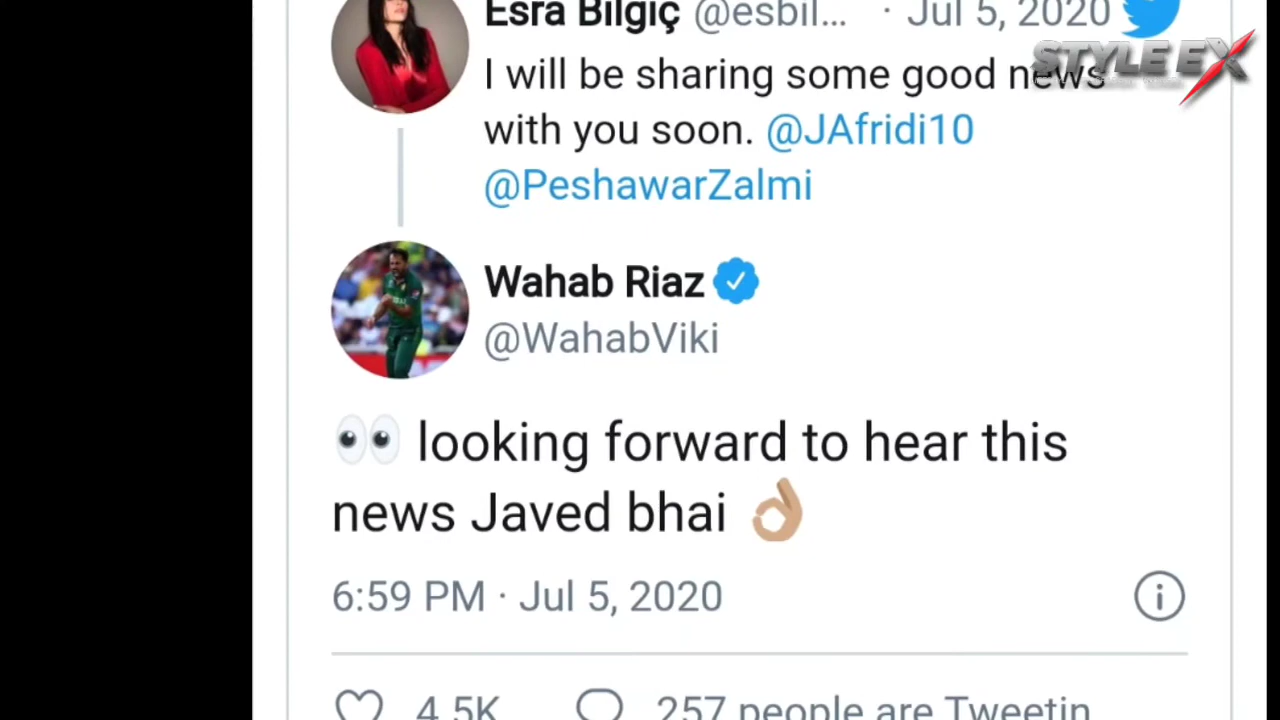 Esra Bilgiç @esbil... · Jul 5, 2020
STYLE EX
I will be sharing some good news
with you soon. @JAfridi10
@PeshawarZalmi
Wahab Riaz
@WahabViki
👀 looking forward to hear this
news Javed bhai 👌🏼
6:59 PM · Jul 5, 2020
4.5K 257 people are Tweetin